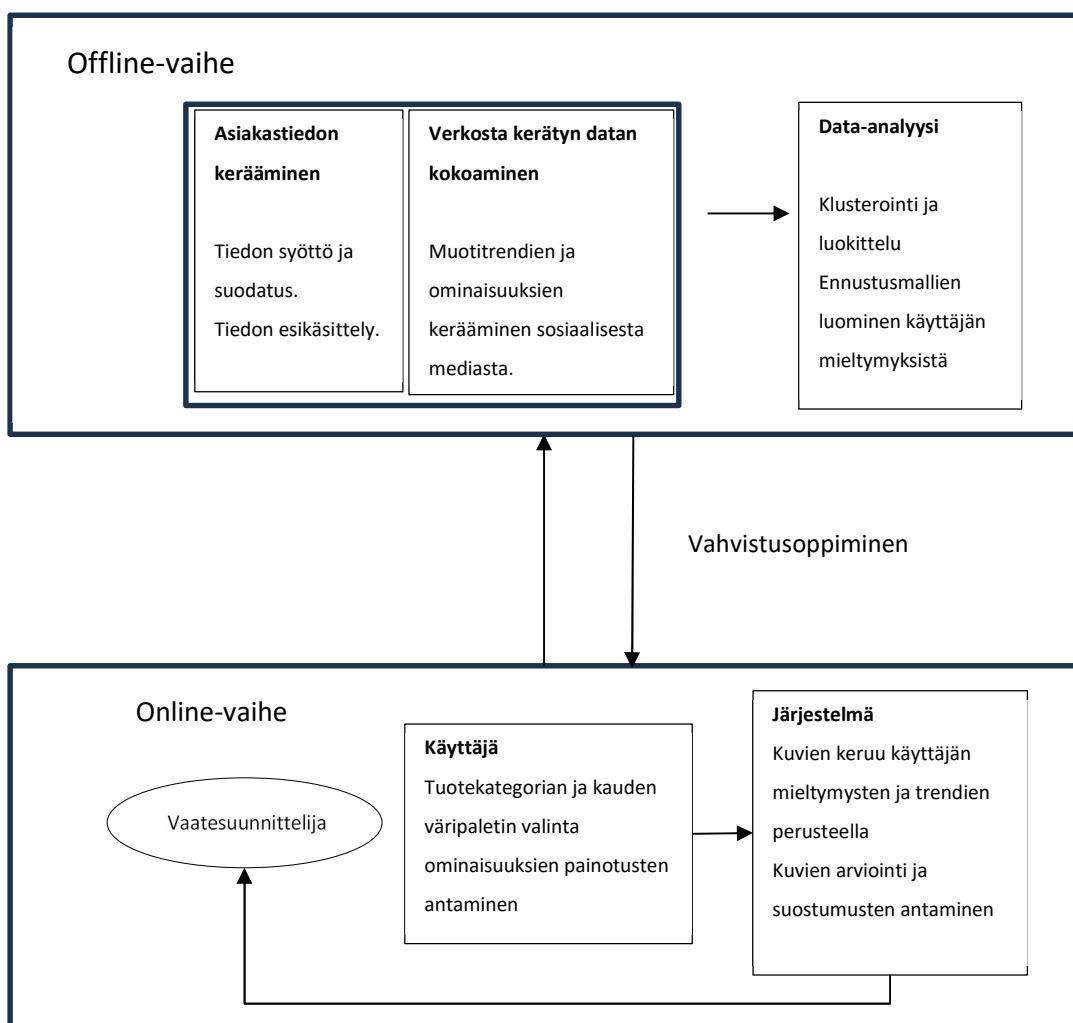 Offline-vaihe
Asiakastiedon
kerääminen
Tiedon syöttö ja
suodatus.
Tiedon esikäsittely.
Verkosta kerätyn datan
kokoaminen
Muotitrendien ja
ominaisuuksien
kerääminen sosiaalisesta
mediasta.
Data-analyysi
Klusterointi ja
luokittelu
Ennustusmallien
luominen käyttäjän
mieltymyksistä
Vahvistusoppiminen
Online-vaihe
Vaatesuunnittelija
Käyttäjä
Tuotekategorian ja kauden
väripaletin valinta
ominaisuuksien painotusten
antaminen
Järjestelmä
Kuvien keruu käyttäjän
mieltymysten ja trendien
perusteella
Kuvien arviointi ja
suostumusten antaminen